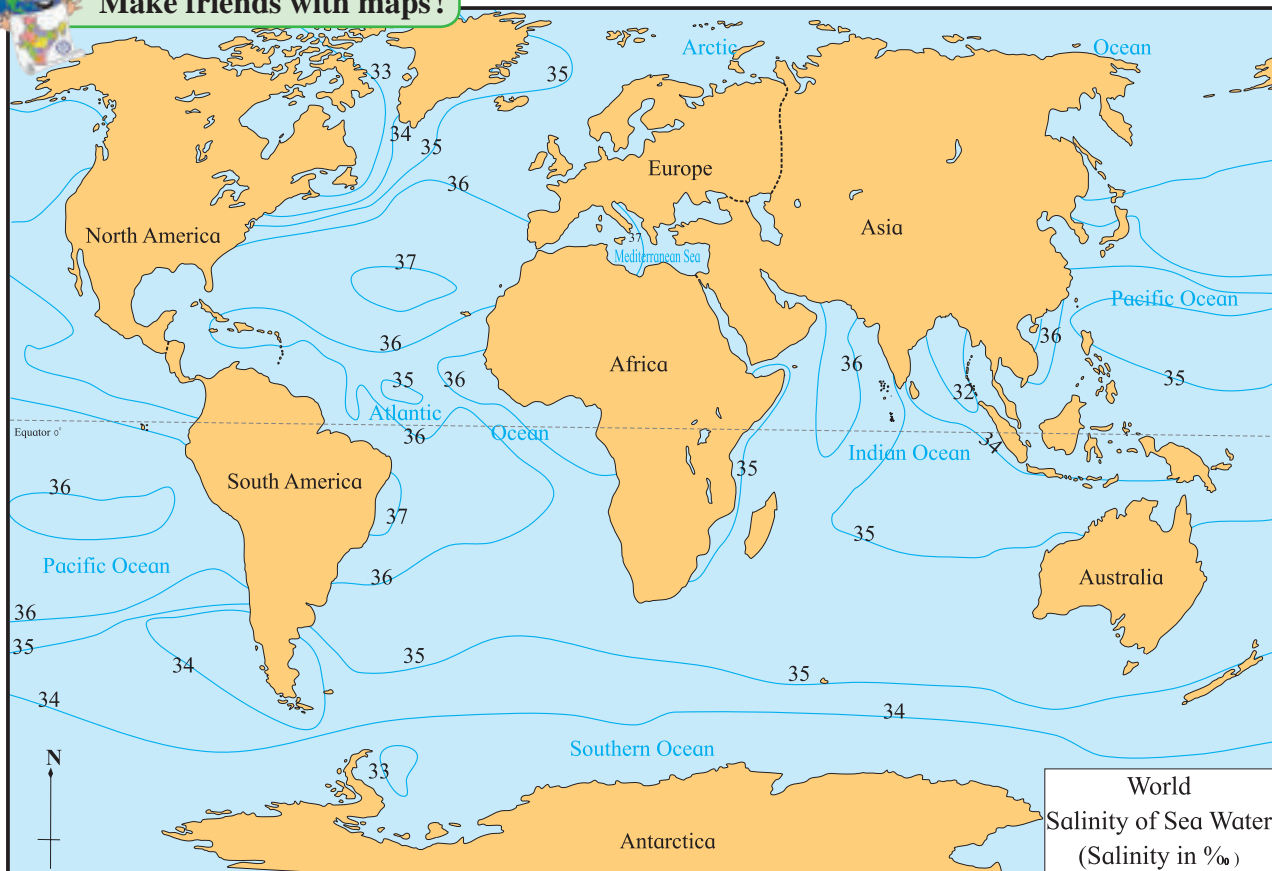 Make friends with maps!
Arctic Ocean
33
35
34
35
36
Europe
North America
Asia
37
Mediterranean Sea
37
Pacific Ocean
36
36
Africa
36
35
36
35
32
Atlantic
36
Ocean
Equator 0°
34
Indian Ocean
35
South America
36
37
35
Pacific Ocean
36
Australia
36
35
35
34
35
34
34
Southern Ocean
N
33
Antarctica
World
Salinity of Sea Water
(Salinity in ‰)